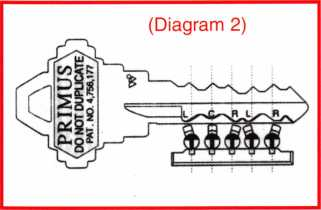 (Diagram 2)
PRIMUS
DO NOT DUPLICATE
PAT. NO. 4,756,177
L C R L R